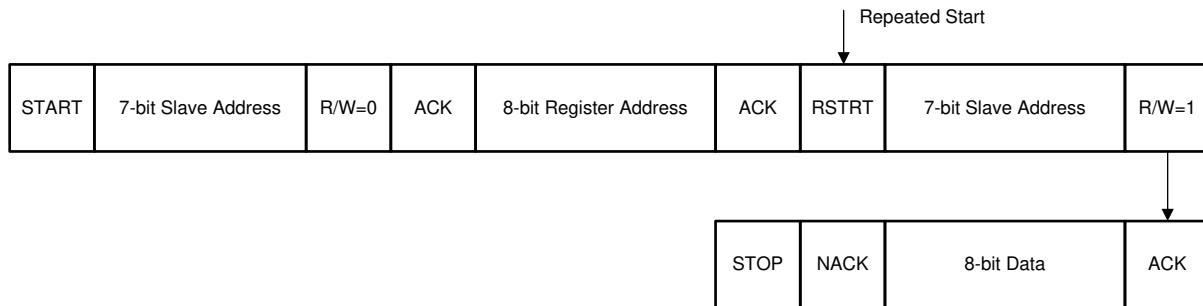 Repeated Start
START 7-bit Slave Address R/W=0 ACK 8-bit Register Address ACK RSTRT 7-bit Slave Address R/W=1
STOP NACK 8-bit Data ACK